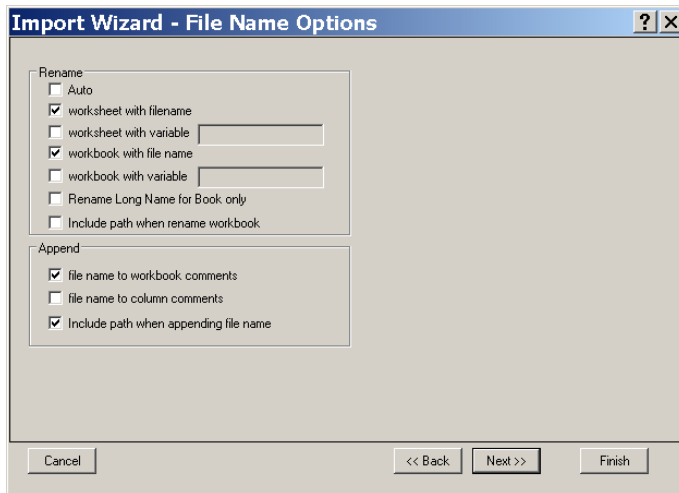 Import Wizard - File Name Options
Rename
Auto
worksheet with filename
worksheet with variable
workbook with file name
workbook with variable
Rename Long Name for Book only
Include path when rename workbook
Append
file name to workbook comments
file name to column comments
Include path when appending file name
Cancel
<< Back
Next >>
Finish